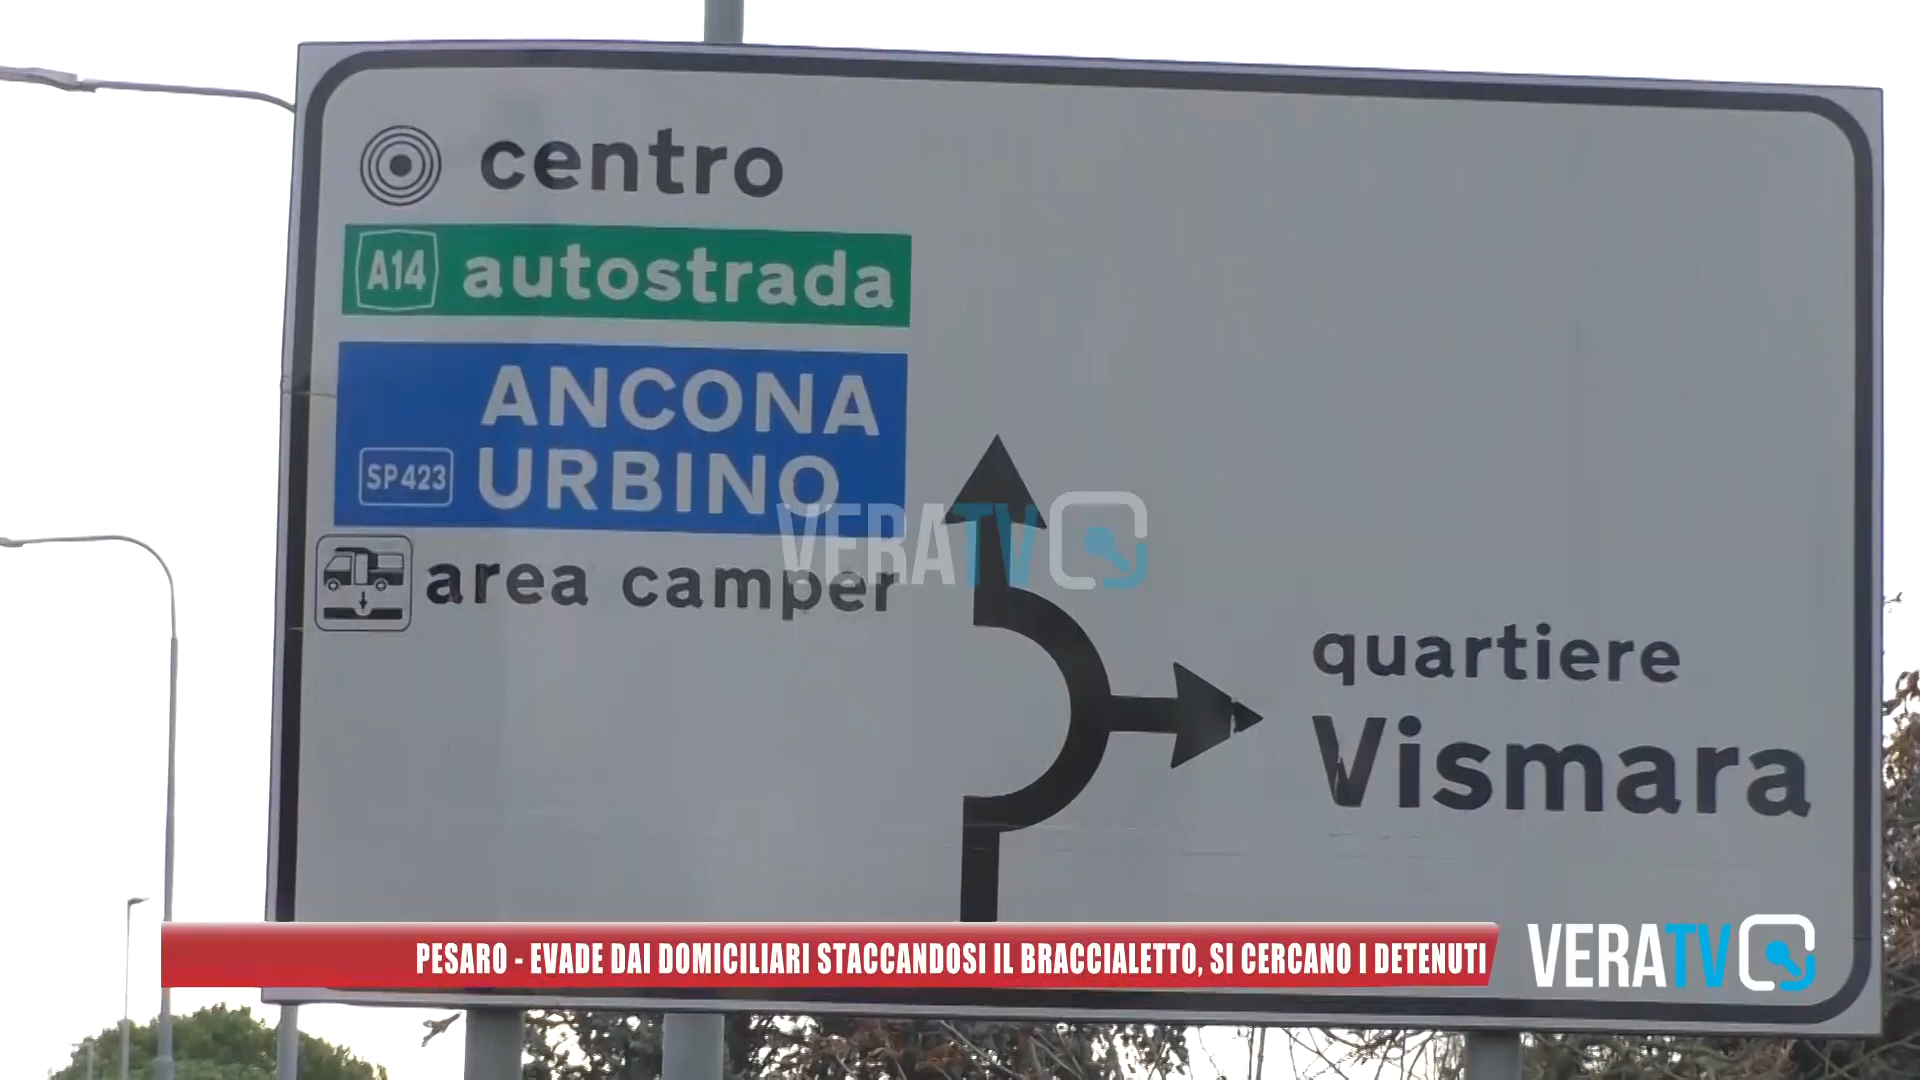 centro
A14 autostrada
ANCONA
SP423 URBINO
area camper
VERATV
quartiere
Vismara
PESARO - EVADE DAI DOMICILIARI STACCANDOSI IL BRACCIALETTO, SI CERCANO I DETENUTI
VERATV